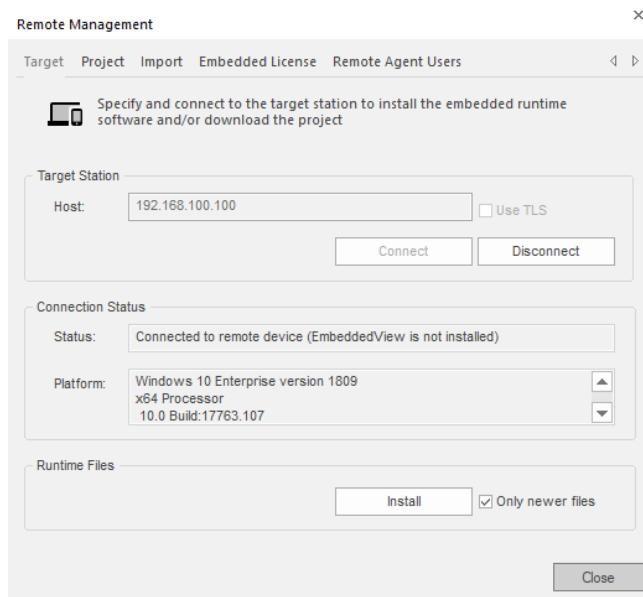 Remote Management
Target Project Import Embedded License Remote Agent Users
Specify and connect to the target station to install the embedded runtime
software and/or download the project
Target Station
Host: 192.168.100.100 Use TLS
Connect Disconnect
Connection Status
Status: Connected to remote device (EmbeddedView is not installed)
Platform: Windows 10 Enterprise version 1809
x64 Processor
10.0 Build:17763.107
Runtime Files
Install Only newer files
Close